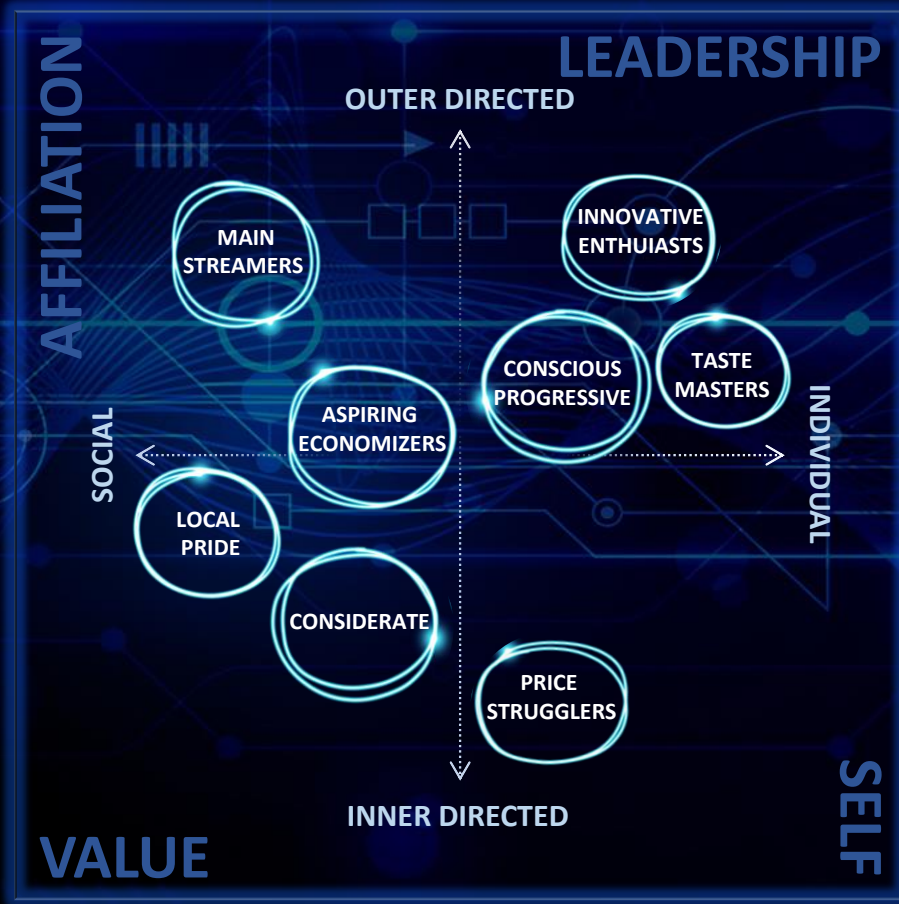 LEADERSHIP
AFFILIATION
OUTER DIRECTED
INNOVATIVE
ENTHUIASTS
MAIN
STREAMERS
CONSCIOUS
PROGRESSIVE
TASTE
MASTERS
ASPIRING
ECONOMIZERS
SOCIAL
INDIVIDUAL
LOCAL
PRIDE
CONSIDERATE
PRICE
STRUGGLERS
INNER DIRECTED
SELF
VALUE